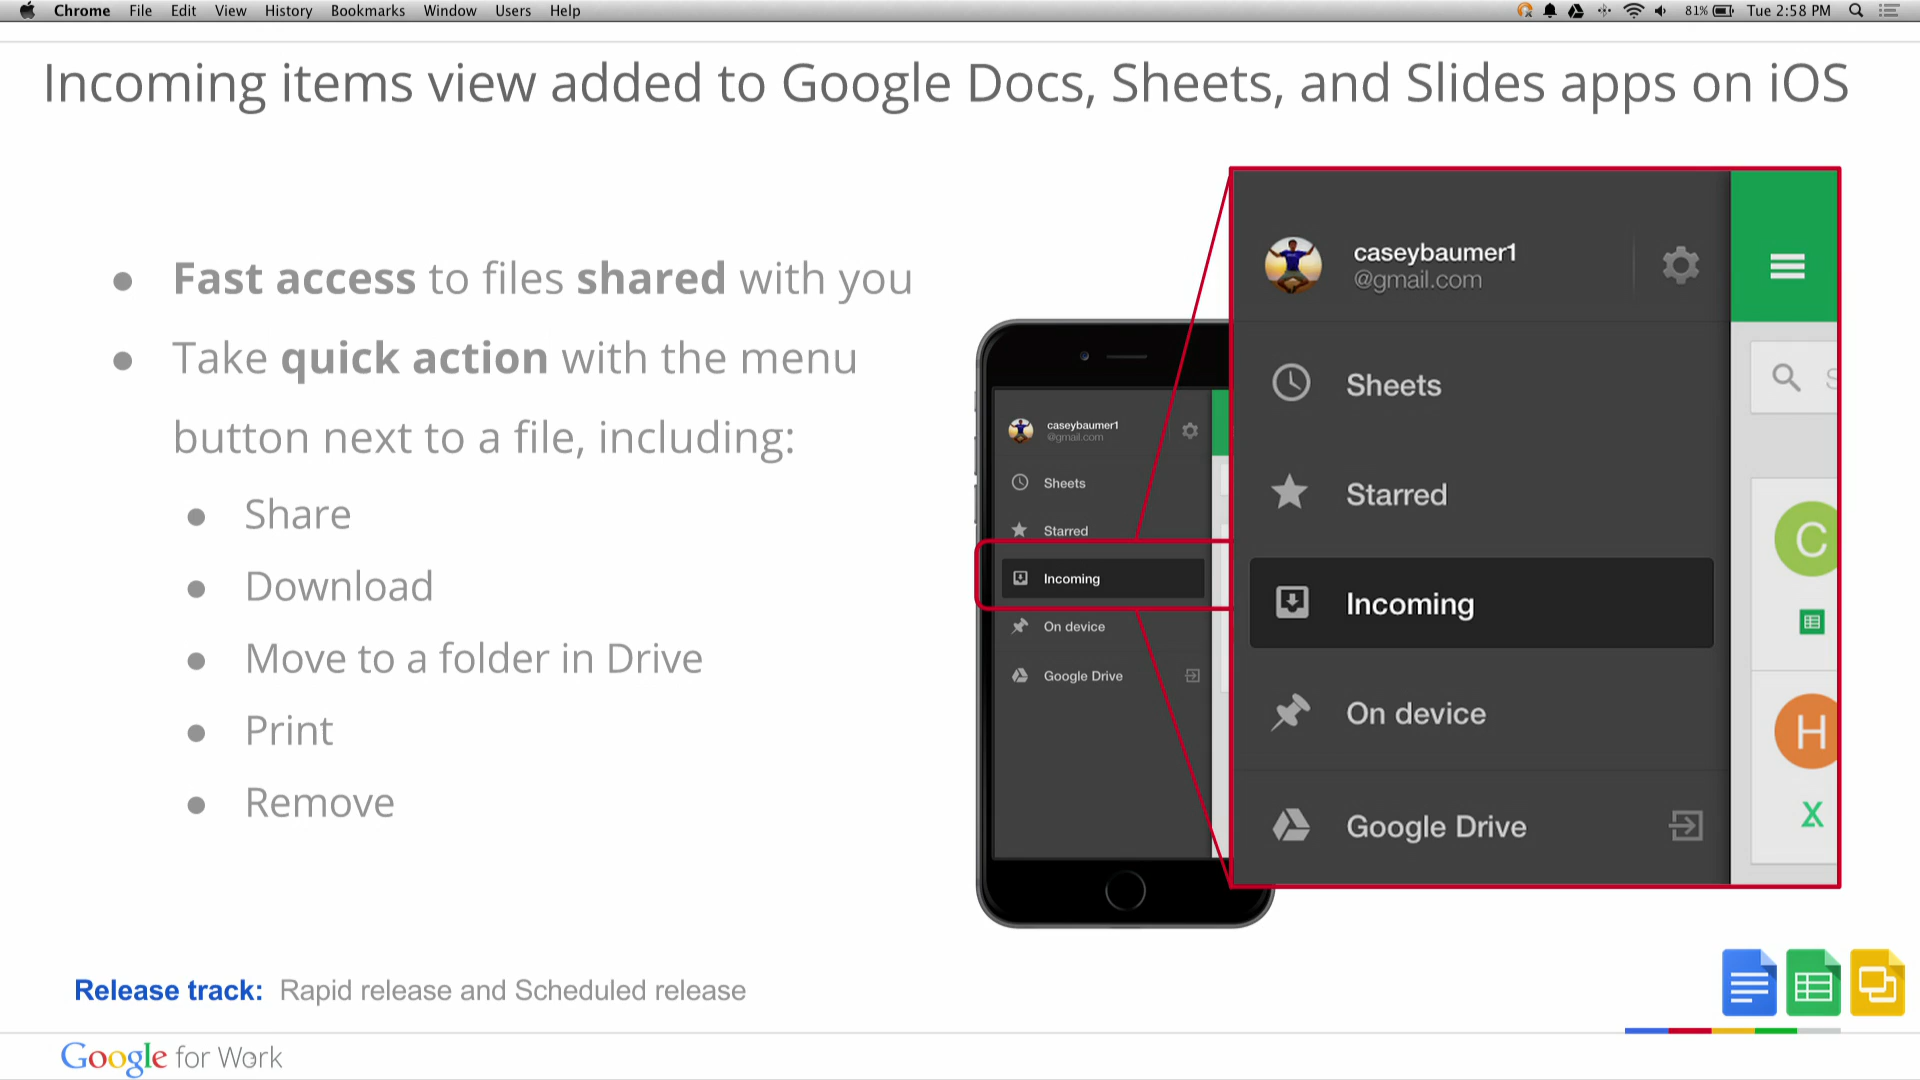 Chrome File Edit View History Bookmarks Window Users Help 81% Tue 2:58 PM
Incoming items view added to Google Docs, Sheets, and Slides apps on iOS
• Fast access to files shared with you
• Take quick action with the menu
button next to a file, including:
• Share
• Download
• Move to a folder in Drive
• Print
• Remove
caseybaumer1
@gmail.com
Sheets
Starred
Incoming
On device
Google Drive
caseybaumer1
@gmail.com
Sheets
Starred
Incoming
On device
Google Drive
S
C
H
X
Release track: Rapid release and Scheduled release
Google for Work